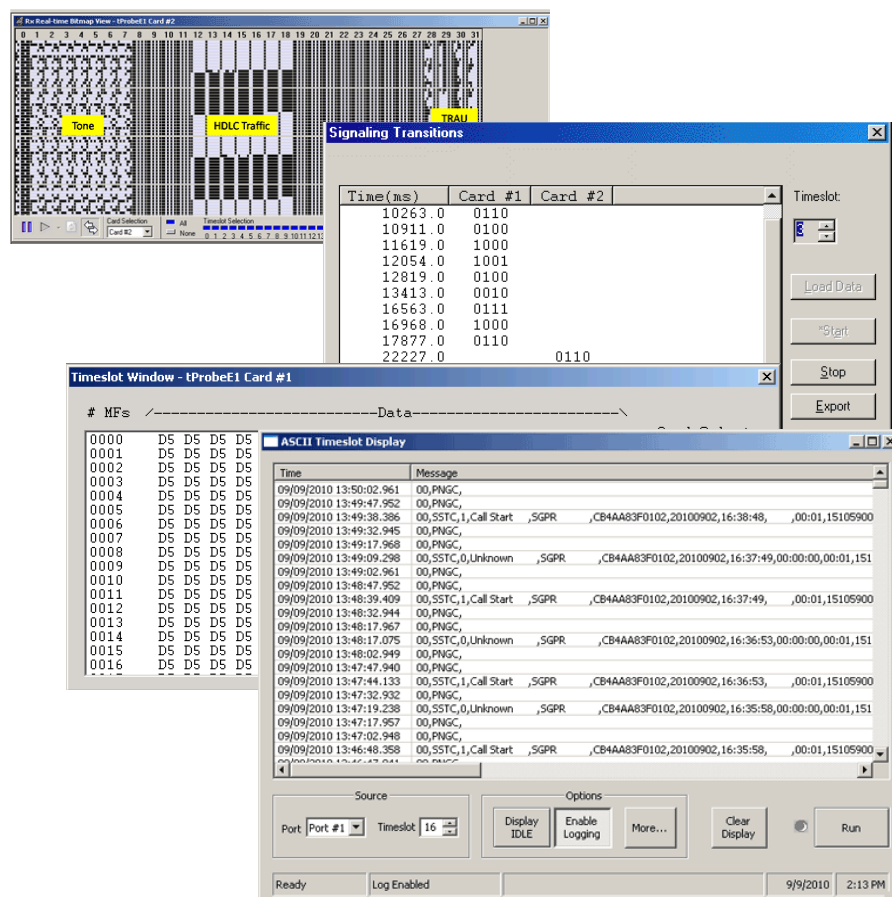 Rx Real-time Bitmap View - tProbeE1 Card #2
0 1 2 3 4 5 6 7 8 9 10 11 12 13 14 15 16 17 18 19 20 21 22 23 24 25 26 27 28 29 30 31
Tone
HDLC Traffic
TRAU
Card Selection
Card #2
All
None
Timeslot Selection
0 1 2 3 4 5 6 7 8 9 10 11 12 13
Signaling Transitions
Time(ms) Card #1 Card #2
10263.0 0110
10911.0 0100
11619.0 1000
12054.0 1001
12819.0 0100
13413.0 0010
16563.0 0111
16968.0 1000
17877.0 0110
22227.0 0110
Timeslot:
3
Load Data
*Start
Stop
Export
Timeslot Window - tProbeE1 Card #1
# MFs /--------------------------Data------------------------\
0000 D5 D5 D5 D5
0001 D5 D5 D5 D5
0002 D5 D5 D5 D5
0003 D5 D5 D5 D5
0004 D5 D5 D5 D5
0005 D5 D5 D5 D5
0006 D5 D5 D5 D5
0007 D5 D5 D5 D5
0008 D5 D5 D5 D5
0009 D5 D5 D5 D5
0010 D5 D5 D5 D5
0011 D5 D5 D5 D5
0012 D5 D5 D5 D5
0013 D5 D5 D5 D5
0014 D5 D5 D5 D5
0015 D5 D5 D5 D5
0016 D5 D5 D5 D5
ASCII Timeslot Display
Time Message
09/09/2010 13:50:02.961 00,PNGC,
09/09/2010 13:49:47.952 00,PNGC,
09/09/2010 13:49:38.386 00,SSTC,1,Call Start ,SGPR ,CB4AA83F0102,20100902,16:38:48, ,00:01,15105900
09/09/2010 13:49:32.945 00,PNGC,
09/09/2010 13:49:17.968 00,PNGC,
09/09/2010 13:49:09.298 00,SSTC,0,Unknown ,SGPR ,CB4AA83F0102,20100902,16:37:49,00:00:00,00:01,151
09/09/2010 13:49:02.961 00,PNGC,
09/09/2010 13:48:47.952 00,PNGC,
09/09/2010 13:48:39.409 00,SSTC,1,Call Start ,SGPR ,CB4AA83F0102,20100902,16:37:49, ,00:01,15105900
09/09/2010 13:48:32.944 00,PNGC,
09/09/2010 13:48:17.967 00,PNGC,
09/09/2010 13:48:17.075 00,SSTC,0,Unknown ,SGPR ,CB4AA83F0102,20100902,16:36:53,00:00:00,00:01,151
09/09/2010 13:48:02.949 00,PNGC,
09/09/2010 13:47:47.940 00,PNGC,
09/09/2010 13:47:44.133 00,SSTC,1,Call Start ,SGPR ,CB4AA83F0102,20100902,16:36:53, ,00:01,15105900
09/09/2010 13:47:32.932 00,PNGC,
09/09/2010 13:47:19.238 00,SSTC,0,Unknown ,SGPR ,CB4AA83F0102,20100902,16:35:58,00:00:00,00:01,151
09/09/2010 13:47:17.957 00,PNGC,
09/09/2010 13:47:02.948 00,PNGC,
09/09/2010 13:46:48.358 00,SSTC,1,Call Start ,SGPR ,CB4AA83F0102,20100902,16:35:58, ,00:01,15105900
Source
Port Port #1 Timeslot 16
Options
Display IDLE
Enable Logging
More...
Clear Display
Run
Ready Log Enabled 9/9/2010 2:13 PM